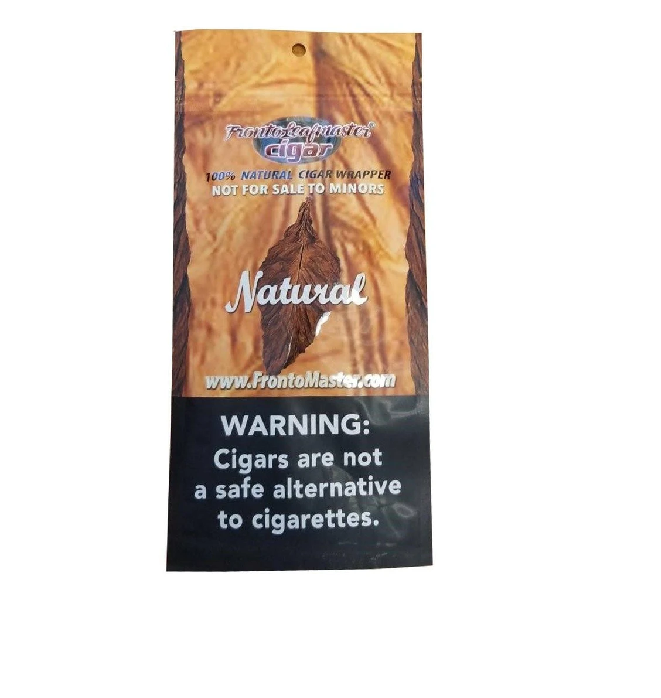 FrontoLeafmaster
cigar
100% NATURAL CIGAR WRAPPER
NOT FOR SALE TO MINORS
Natural
www.FrontoMaster.com
WARNING:
Cigars are not
a safe alternative
to cigarettes.